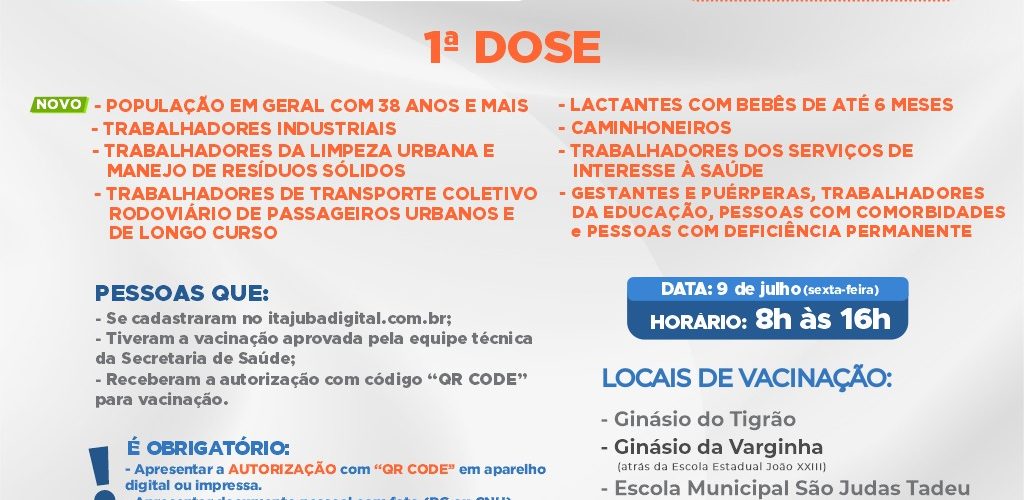 1ª DOSE
NOVO
- POPULAÇÃO EM GERAL COM 38 ANOS E MAIS
- TRABALHADORES INDUSTRIAIS
- TRABALHADORES DA LIMPEZA URBANA E
MANEJO DE RESÍDUOS SÓLIDOS
- TRABALHADORES DE TRANSPORTE COLETIVO
RODOVIÁRIO DE PASSAGEIROS URBANOS E
DE LONGO CURSO
- LACTANTES COM BEBÊS DE ATÉ 6 MESES
- CAMINHONEIROS
- TRABALHADORES DOS SERVIÇOS DE
INTERESSE À SAÚDE
- GESTANTES E PUÉRPERAS, TRABALHADORES
DA EDUCAÇÃO, PESSOAS COM COMORBIDADES
e PESSOAS COM DEFICIÊNCIA PERMANENTE
PESSOAS QUE:
- Se cadastraram no itajubadigital.com.br;
- Tiveram a vacinação aprovada pela equipe técnica
da Secretaria de Saúde;
- Receberam a autorização com código “QR CODE”
para vacinação.
! É OBRIGATÓRIO:
- Apresentar a AUTORIZAÇÃO com “QR CODE” em aparelho
digital ou impressa.
DATA: 9 de julho (sexta-feira)
HORÁRIO: 8h às 16h
LOCAIS DE VACINAÇÃO:
- Ginásio do Tigrão
- Ginásio da Varginha
(atrás da Escola Estadual João XXIII)
- Escola Municipal São Judas Tadeu